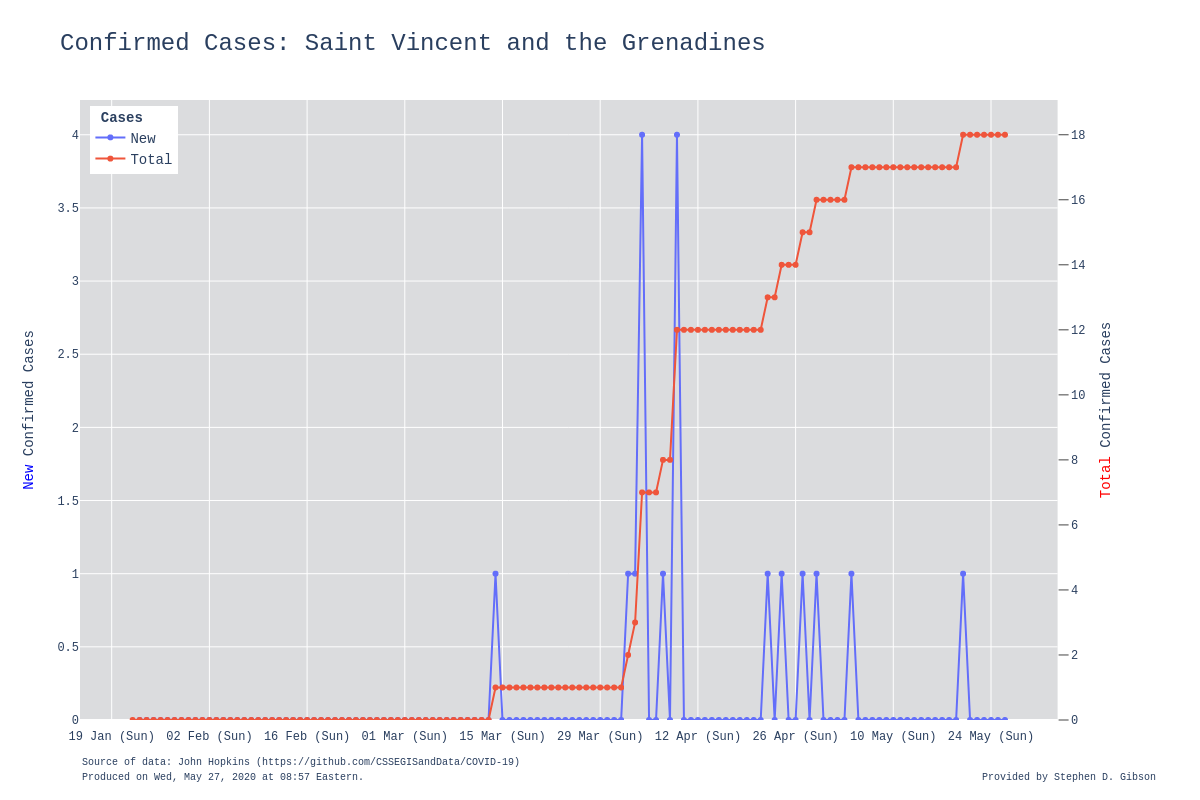 Confirmed Cases: Saint Vincent and the Grenadines
Cases
New
Total
4
3.5
3
2.5
2
1.5
1
0.5
0
New Confirmed Cases
18
16
14
12
10
8
6
4
2
0
Total Confirmed Cases
19 Jan (Sun) 02 Feb (Sun) 16 Feb (Sun) 01 Mar (Sun) 15 Mar (Sun) 29 Mar (Sun) 12 Apr (Sun) 26 Apr (Sun) 10 May (Sun) 24 May (Sun)
Source of data: John Hopkins (https://github.com/CSSEGISandData/COVID-19)
Produced on Wed, May 27, 2020 at 08:57 Eastern.
Provided by Stephen D. Gibson